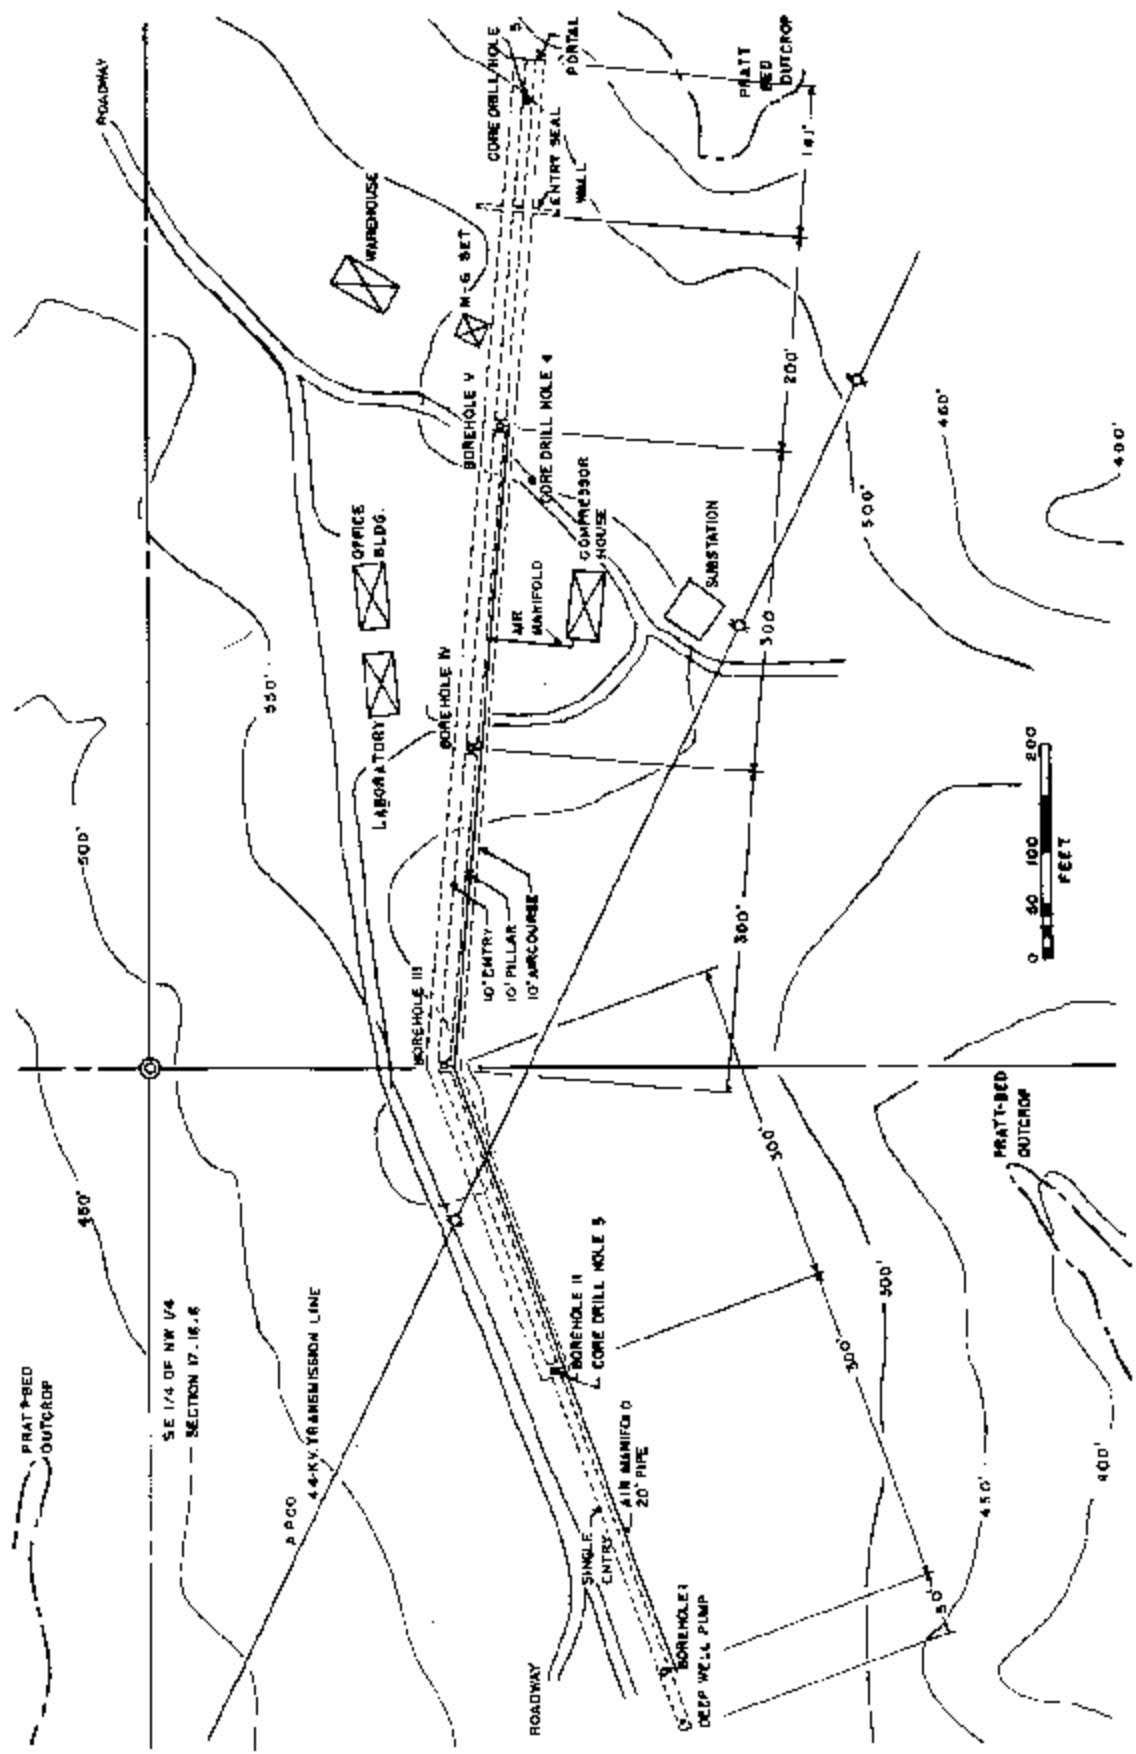 ROADWAY
CORE DRILL HOLE
5
PORTAL
PRATT
BED
OUTCROP
ENTRY SEAL
WALL
141'
WAREHOUSE
M-G SET
200'
BOREHOLE V
CORE DRILL HOLE 4
460'
400'
500'
OFFICE
BLDG.
COMPRESSOR
HOUSE
AIR
MANIFOLD
SUBSTATION
300'
550'
BOREHOLE IV
LABORATORY
500'
10' ENTRY
10' PILLAR
10' AIRCOURSE
300'
0 50 100 200
FEET
BOREHOLE III
450'
300'
PRATT-BED
OUTCROP
SE 1/4 OF NW 1/4
SECTION 17-16-6
APCO
44-KV. TRANSMISSION LINE
PRATT-BED
OUTCROP
BOREHOLE II
CORE DRILL HOLE 3
500'
300'
AIR MANIFOLD
20" PIPE
SINGLE
ENTRY
450'
400'
50'
ROADWAY
BOREHOLE I
DEEP WELL PUMP